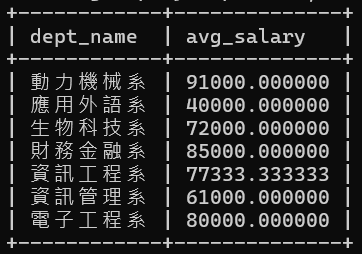 dept_name | avg_salary
動力機械系 | 91000.000000
應用外語系 | 40000.000000
生物科技系 | 72000.000000
財務金融系 | 85000.000000
資訊工程系 | 77333.333333
資訊管理系 | 61000.000000
電子工程系 | 80000.000000